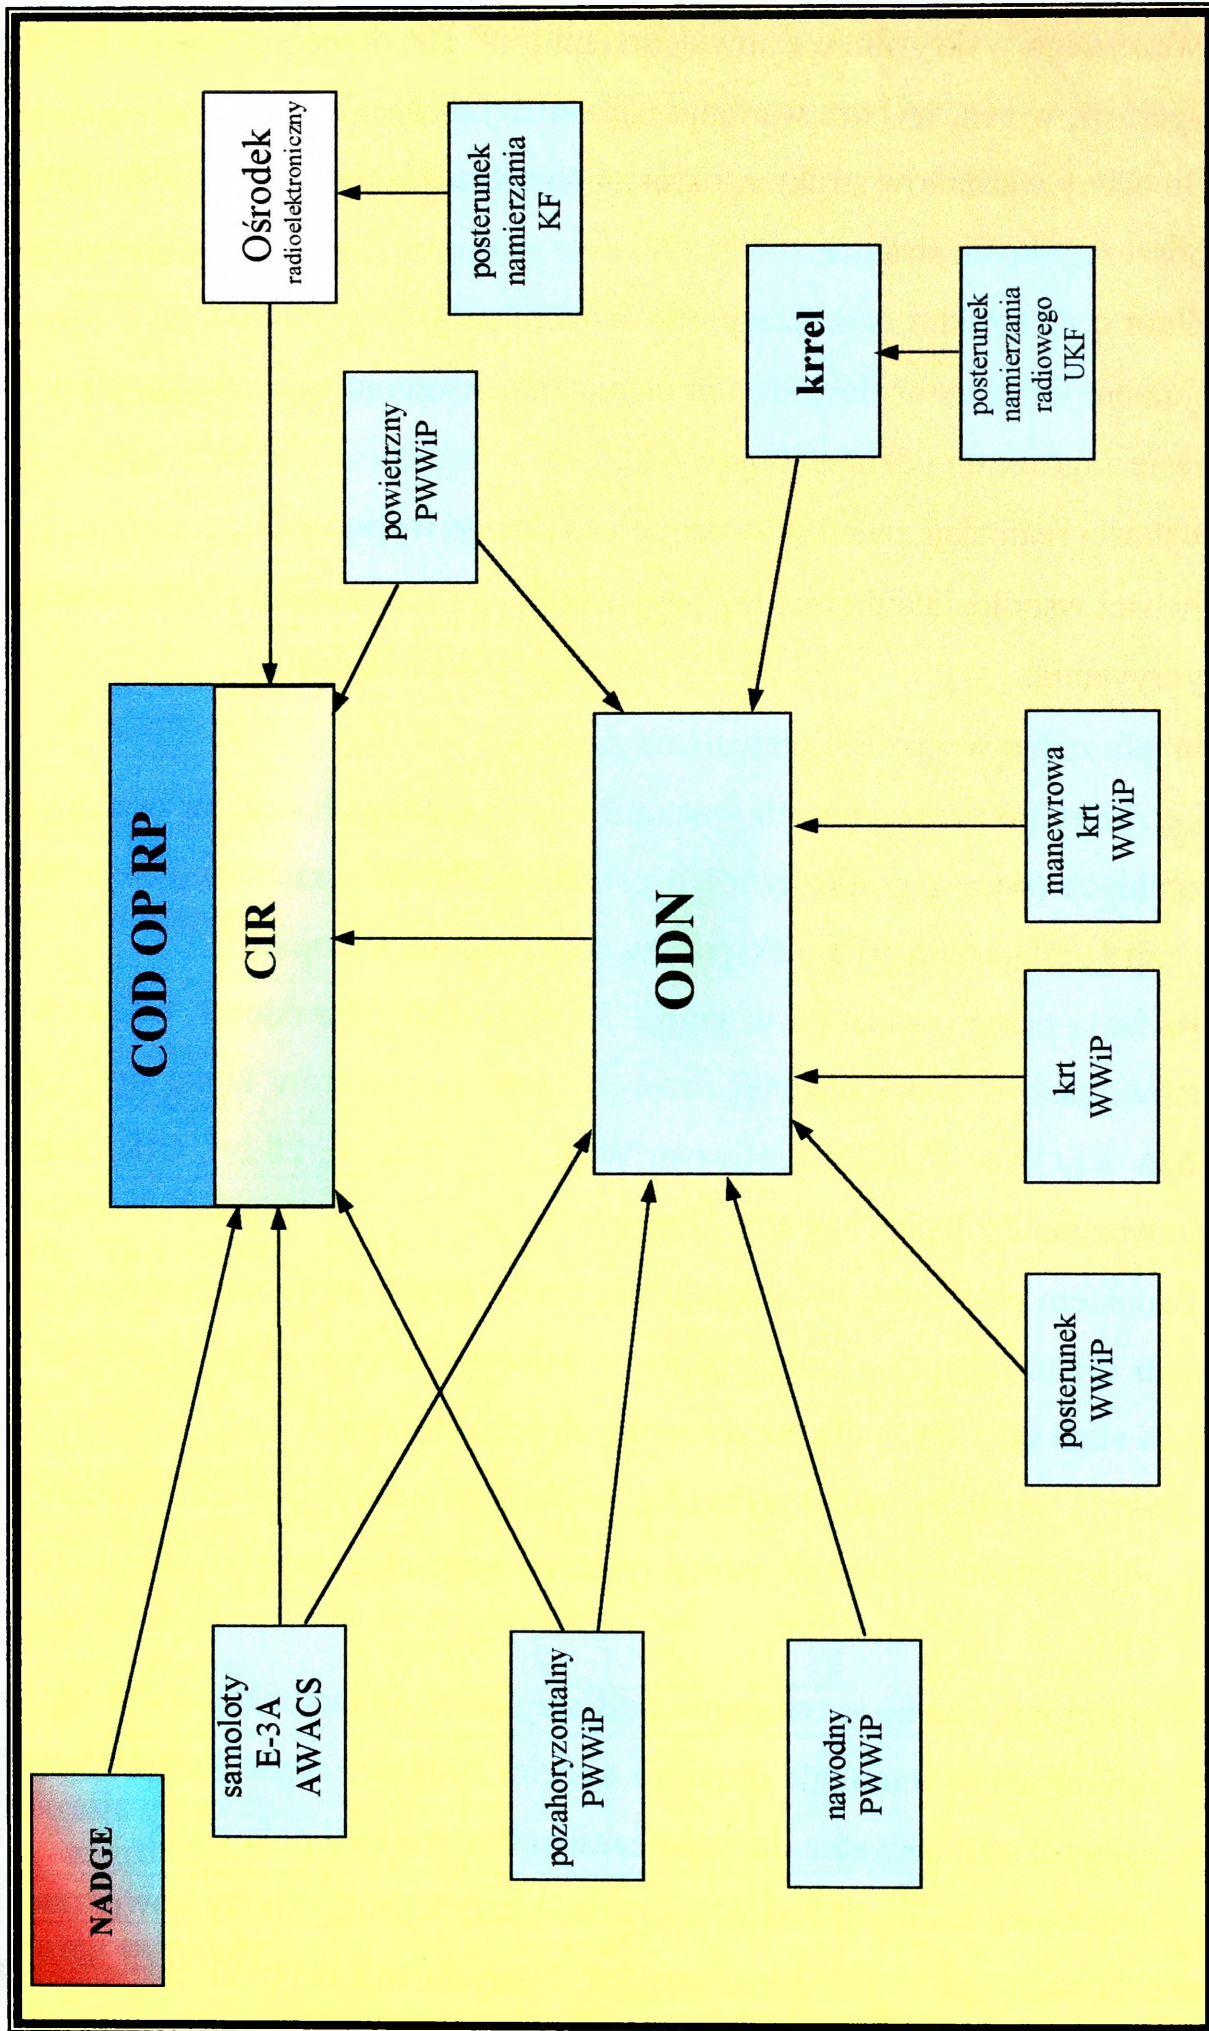 NADGE
COD OP RP
CIR
Ośrodek
radioelektroniczny
samoloty
E-3A
AWACS
powietrzny
PWWiP
posterunek
namierzania
KF
pozahoryzontalny
PWWiP
ODN
krrel
nawodny
PWWiP
posterunek
namierzania
radiowego
UKF
posterunek
WWiP
krt
WWiP
manewrowa
krt
WWiP